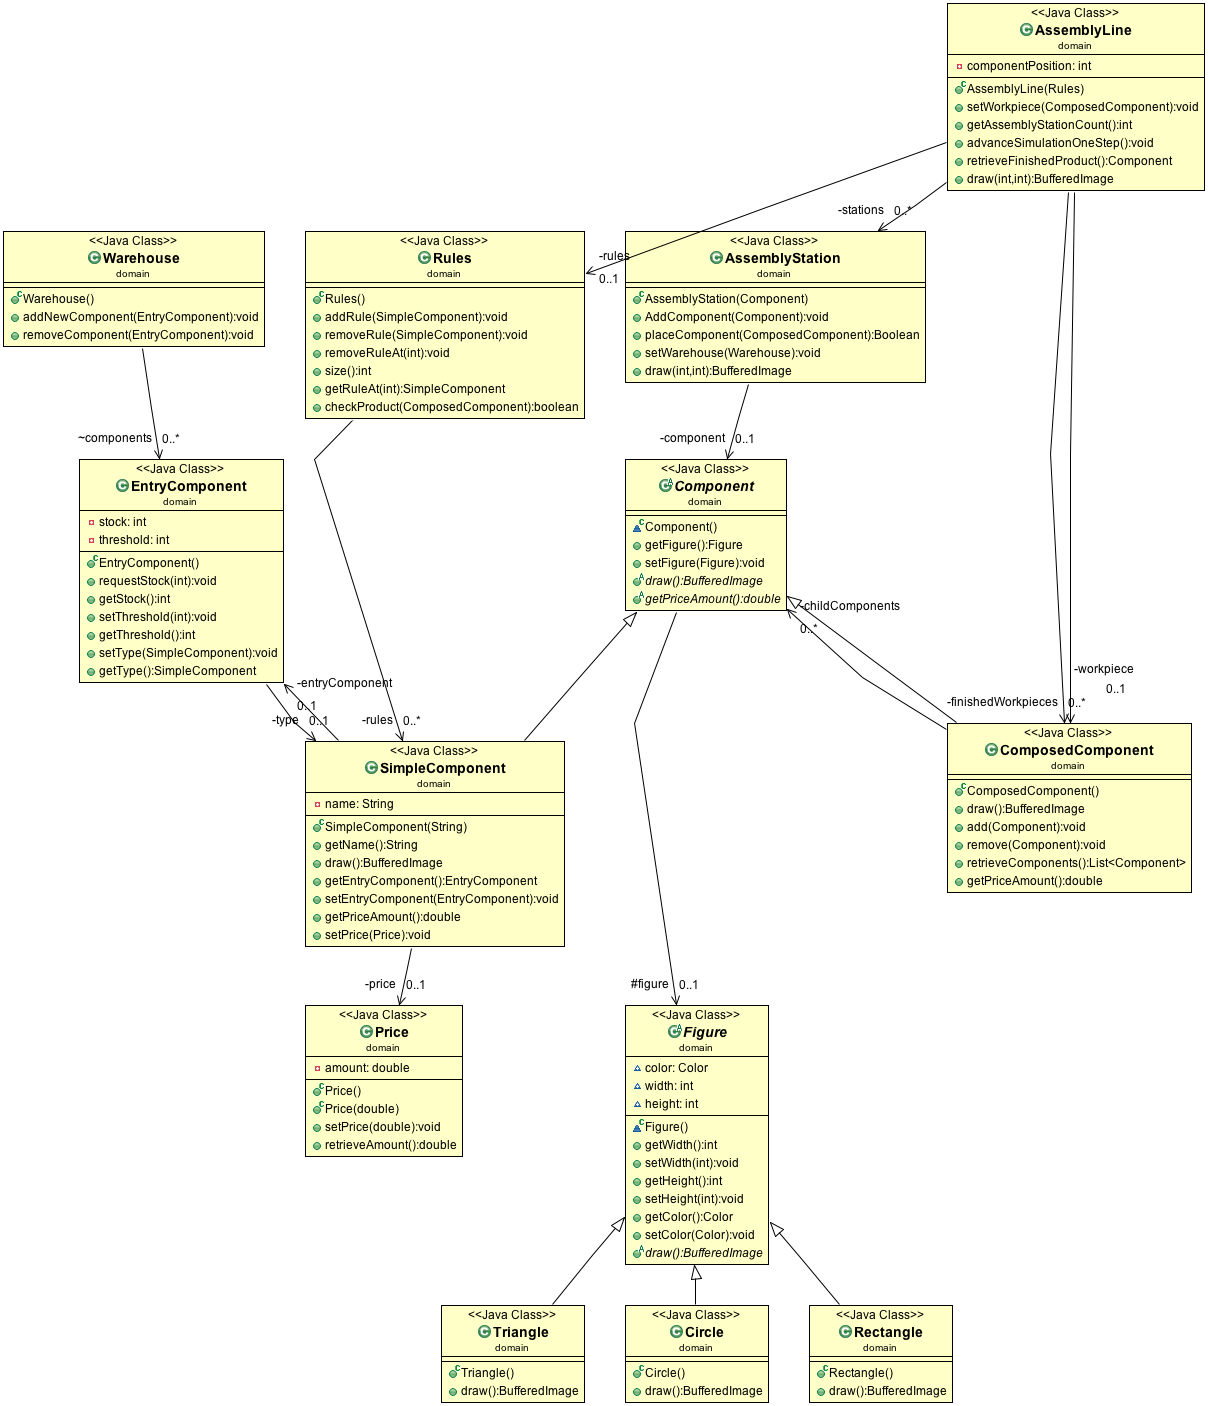 <<Java Class>>
AssemblyLine
domain
componentPosition: int
AssemblyLine(Rules)
setWorkpiece(ComposedComponent):void
getAssemblyStationCount():int
advanceSimulationOneStep():void
retrieveFinishedProduct():Component
draw(int,int):BufferedImage
-stations 0..*
-rules
0..1
<<Java Class>>
Warehouse
domain
Warehouse()
addNewComponent(EntryComponent):void
removeComponent(EntryComponent):void
<<Java Class>>
Rules
domain
Rules()
addRule(SimpleComponent):void
removeRule(SimpleComponent):void
removeRuleAt(int):void
size():int
getRuleAt(int):SimpleComponent
checkProduct(ComposedComponent):boolean
<<Java Class>>
AssemblyStation
domain
AssemblyStation(Component)
AddComponent(Component):void
placeComponent(ComposedComponent):Boolean
setWarehouse(Warehouse):void
draw(int,int):BufferedImage
~components 0..*
-component 0..1
<<Java Class>>
EntryComponent
domain
stock: int
threshold: int
EntryComponent()
requestStock(int):void
getStock():int
setThreshold(int):void
getThreshold():int
setType(SimpleComponent):void
getType():SimpleComponent
<<Java Class>>
Component
domain
Component()
getFigure():Figure
setFigure(Figure):void
draw():BufferedImage
getPriceAmount():double
-childComponents
0..*
-workpiece
0..1
-finishedWorkpieces 0..*
-entryComponent
0..1
-type 0..1
-rules 0..*
<<Java Class>>
SimpleComponent
domain
name: String
SimpleComponent(String)
getName():String
draw():BufferedImage
getEntryComponent():EntryComponent
setEntryComponent(EntryComponent):void
getPriceAmount():double
setPrice(Price):void
<<Java Class>>
ComposedComponent
domain
ComposedComponent()
draw():BufferedImage
add(Component):void
remove(Component):void
retrieveComponents():List<Component>
getPriceAmount():double
-price 0..1
#figure 0..1
<<Java Class>>
Price
domain
amount: double
Price()
Price(double)
setPrice(double):void
retrieveAmount():double
<<Java Class>>
Figure
domain
color: Color
width: int
height: int
Figure()
getWidth():int
setWidth(int):void
getHeight():int
setHeight(int):void
getColor():Color
setColor(Color):void
draw():BufferedImage
<<Java Class>>
Triangle
domain
Triangle()
draw():BufferedImage
<<Java Class>>
Circle
domain
Circle()
draw():BufferedImage
<<Java Class>>
Rectangle
domain
Rectangle()
draw():BufferedImage